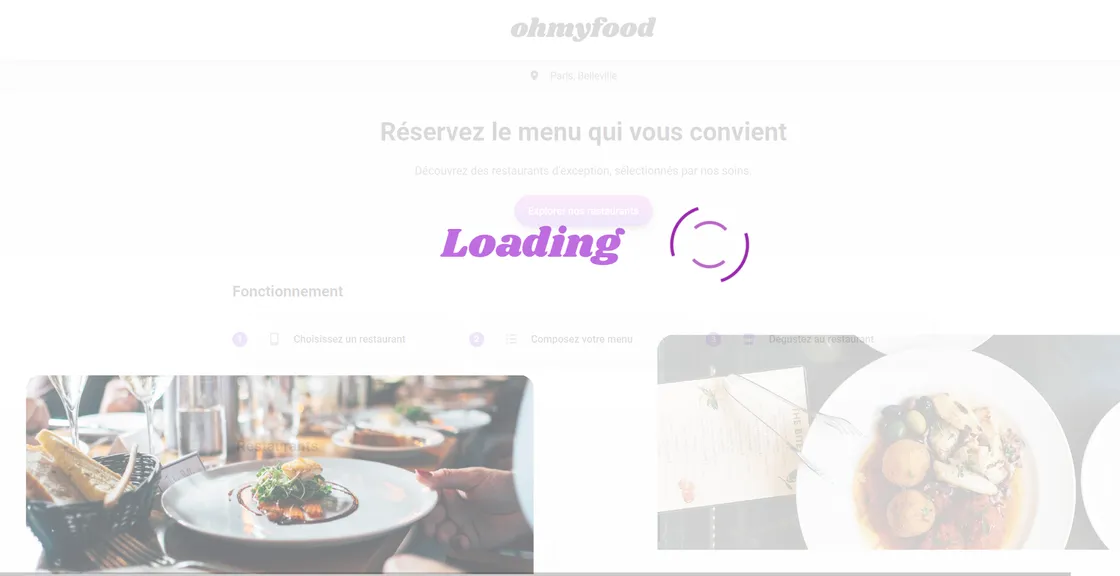 ohmyfood
Paris, Belleville
Réservez le menu qui vous convient
Découvrez des restaurants d'exception, sélectionnés par nos soins.
Explorer nos restaurants
Loading
Fonctionnement
1 Choisissez un restaurant
2 Composez votre menu
3 Dégustez au restaurant
Restaurants